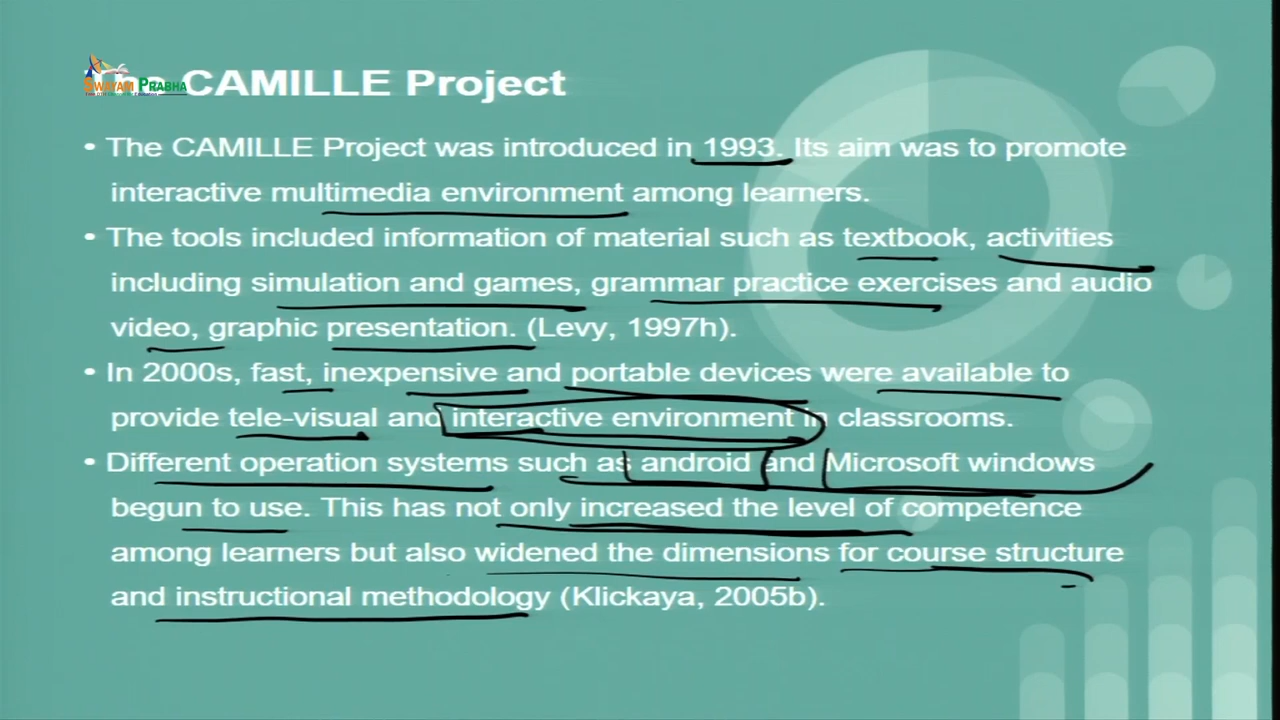 The CAMILLE Project
SWAYAM PRABHA
• The CAMILLE Project was introduced in 1993. Its aim was to promote
interactive multimedia environment among learners.
• The tools included information of material such as textbook, activities
including simulation and games, grammar practice exercises and audio
video, graphic presentation. (Levy, 1997h).
• In 2000s, fast, inexpensive and portable devices were available to
provide tele-visual and interactive environment in classrooms.
• Different operation systems such as android and Microsoft windows
begun to use. This has not only increased the level of competence
among learners but also widened the dimensions for course structure
and instructional methodology (Klickaya, 2005b).